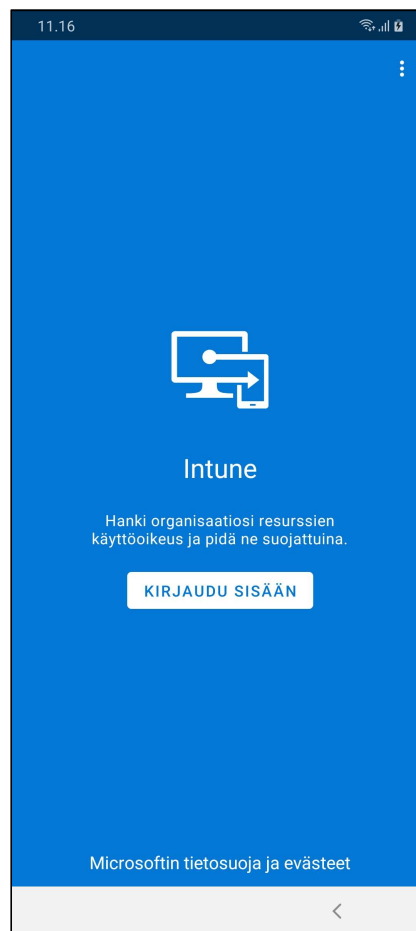 11.16
Intune
Hanki organisaatiosi resurssien
käyttöoikeus ja pidä ne suojattuina.
KIRJAUDU SISÄÄN
Microsoftin tietosuoja ja evästeet